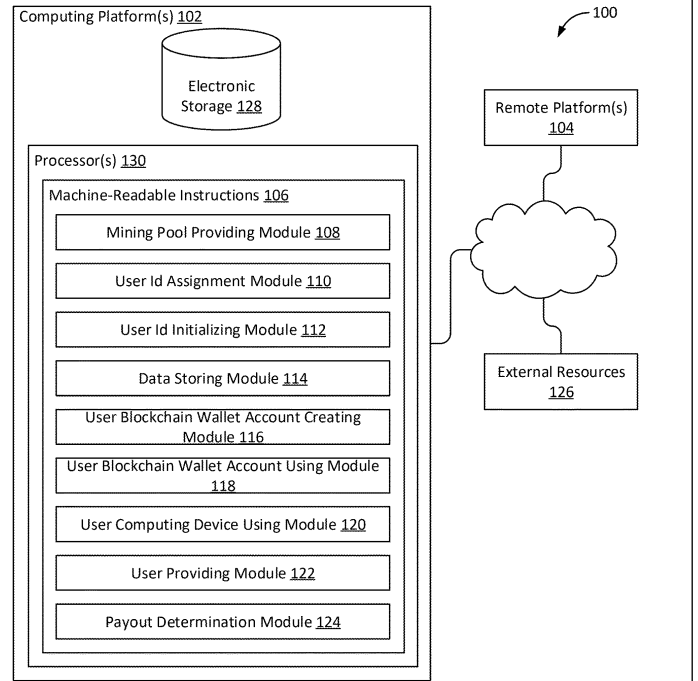 Computing Platform(s) 102
100
Electronic
Storage 128
Remote Platform(s)
104
Processor(s) 130
Machine-Readable Instructions 106
Mining Pool Providing Module 108
User Id Assignment Module 110
User Id Initializing Module 112
Data Storing Module 114
External Resources
126
User Blockchain Wallet Account Creating
Module 116
User Blockchain Wallet Account Using Module
118
User Computing Device Using Module 120
User Providing Module 122
Payout Determination Module 124